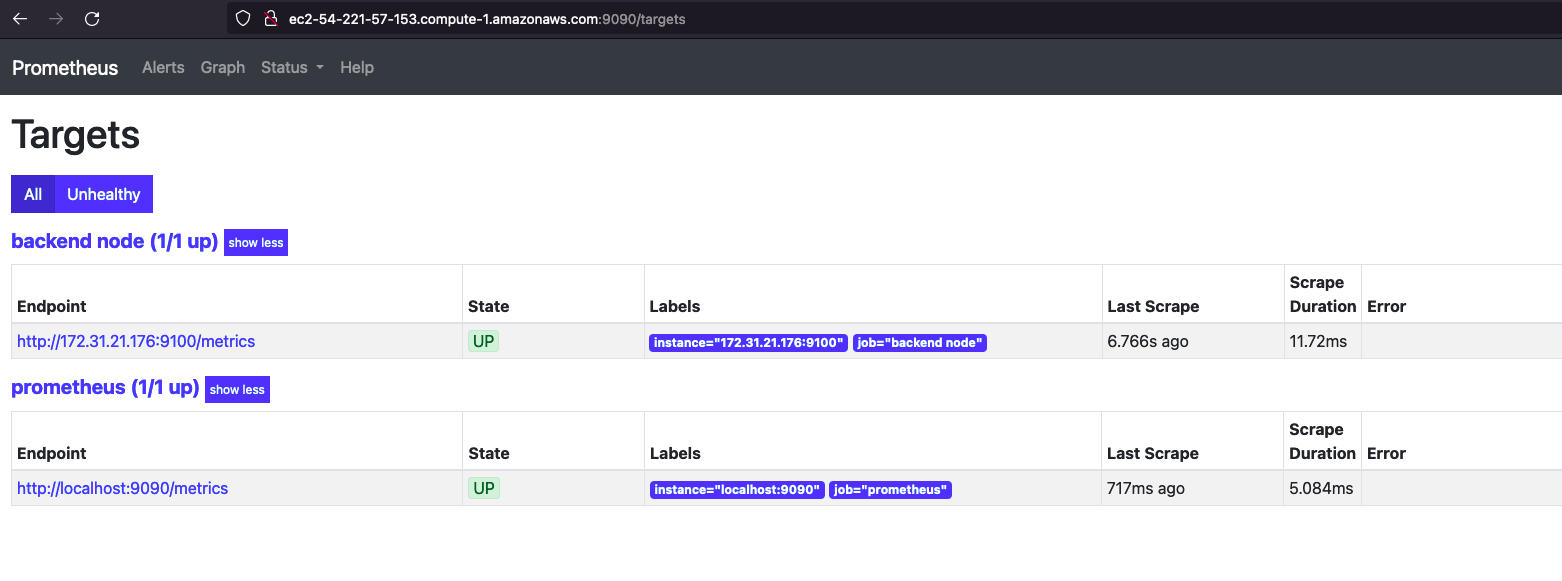 ec2-54-221-57-153.compute-1.amazonaws.com:9090/targets
Prometheus Alerts Graph Status Help
Targets
All Unhealthy
backend node (1/1 up) show less
Endpoint State Labels Last Scrape Scrape Duration Error
http://172.31.21.176:9100/metrics UP instance="172.31.21.176:9100" job="backend node" 6.766s ago 11.72ms
prometheus (1/1 up) show less
Endpoint State Labels Last Scrape Scrape Duration Error
http://localhost:9090/metrics UP instance="localhost:9090" job="prometheus" 717ms ago 5.084ms